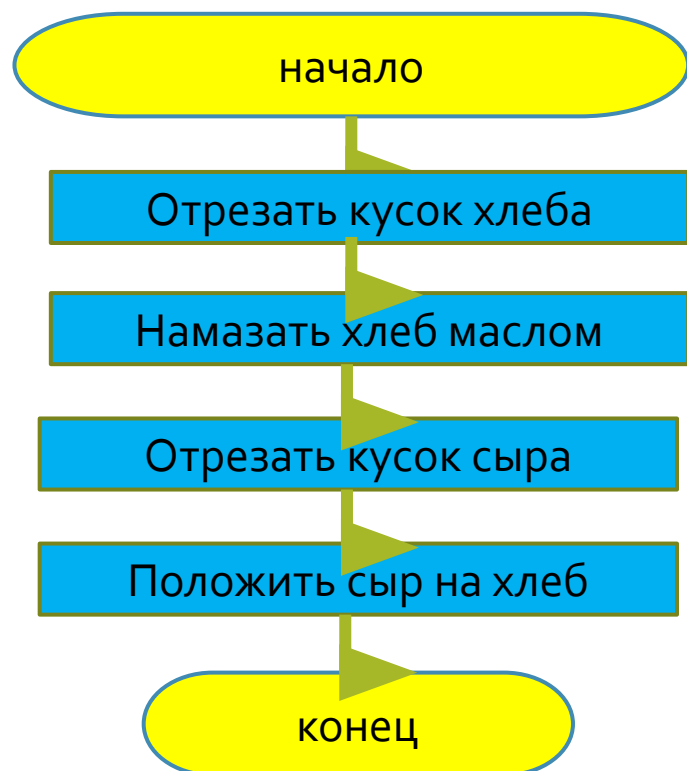 начало
Отрезать кусок хлеба
Намазать хлеб маслом
Отрезать кусок сыра
Положить сыр на хлеб
конец